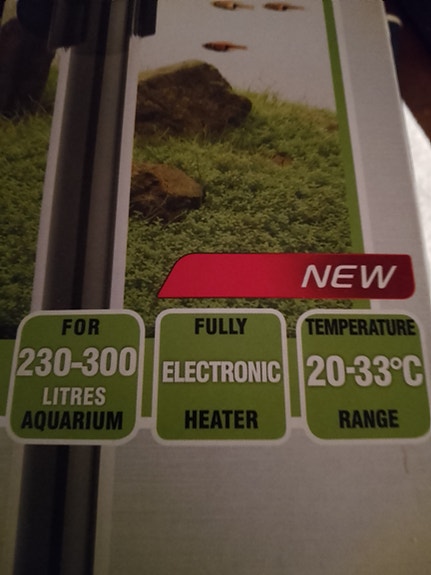 NEW
FOR
230-300
LITRES
AQUARIUM
FULLY
ELECTRONIC
HEATER
TEMPERATURE
20-33°C
RANGE